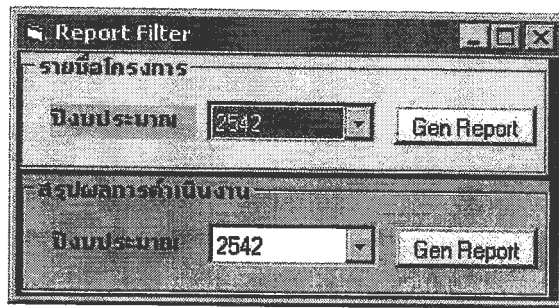 Report Filter
รายชื่อโครงการ
ปีงบประมาณ 2542 Gen Report
สรุปผลการดำเนินงาน
ปีงบประมาณ 2542 Gen Report